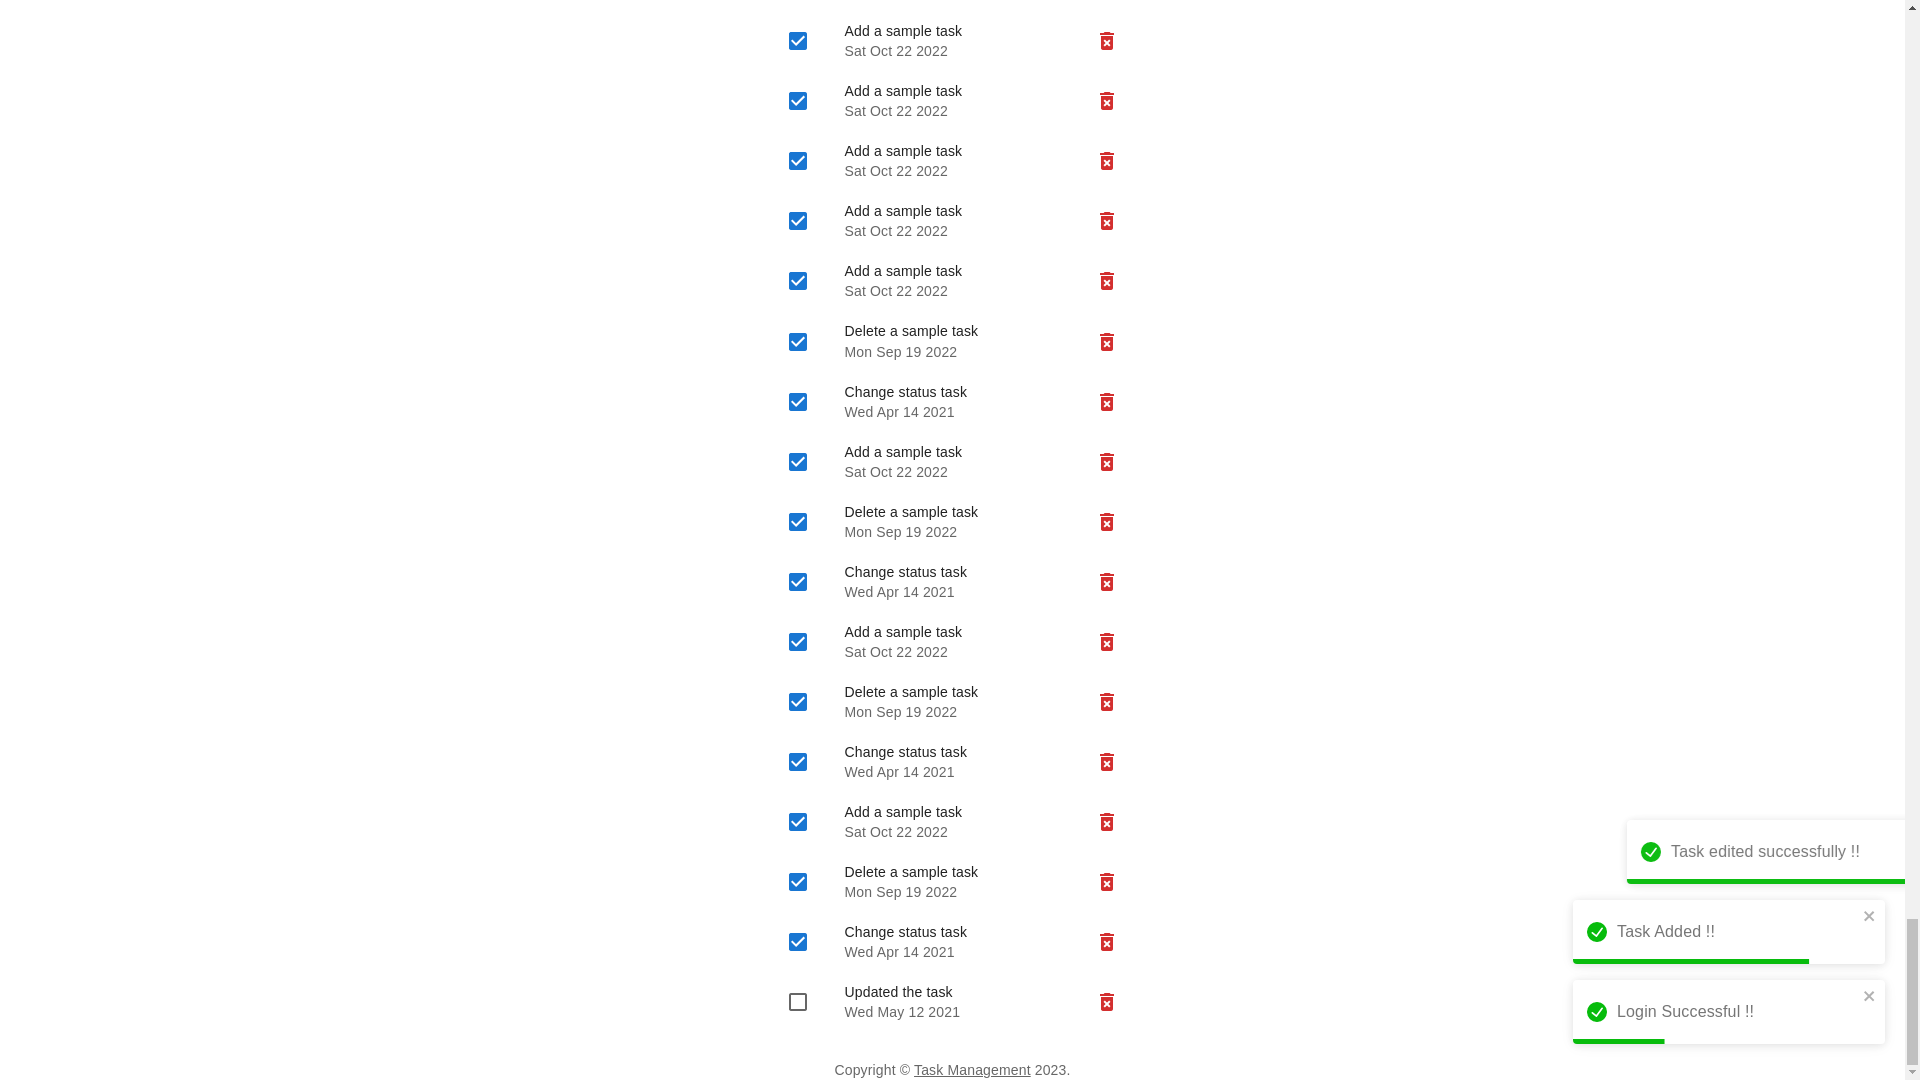 Add a sample task
Sat Oct 22 2022
Add a sample task
Sat Oct 22 2022
Add a sample task
Sat Oct 22 2022
Add a sample task
Sat Oct 22 2022
Add a sample task
Sat Oct 22 2022
Delete a sample task
Mon Sep 19 2022
Change status task
Wed Apr 14 2021
Add a sample task
Sat Oct 22 2022
Delete a sample task
Mon Sep 19 2022
Change status task
Wed Apr 14 2021
Add a sample task
Sat Oct 22 2022
Delete a sample task
Mon Sep 19 2022
Change status task
Wed Apr 14 2021
Add a sample task
Sat Oct 22 2022
Delete a sample task
Mon Sep 19 2022
Change status task
Wed Apr 14 2021
Updated the task
Wed May 12 2021
Copyright © Task Management 2023.
Task edited successfully !!
Task Added !!
Login Successful !!